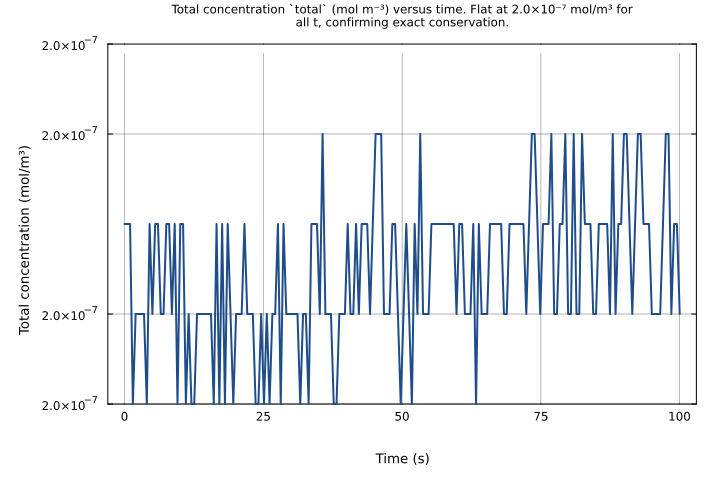 Total concentration `total` (mol m⁻³) versus time. Flat at 2.0×10⁻⁷ mol/m³ for
all t, confirming exact conservation.
2.0×10⁻⁷
2.0×10⁻⁷
2.0×10⁻⁷
2.0×10⁻⁷
Total concentration (mol/m³)
0 25 50 75 100
Time (s)